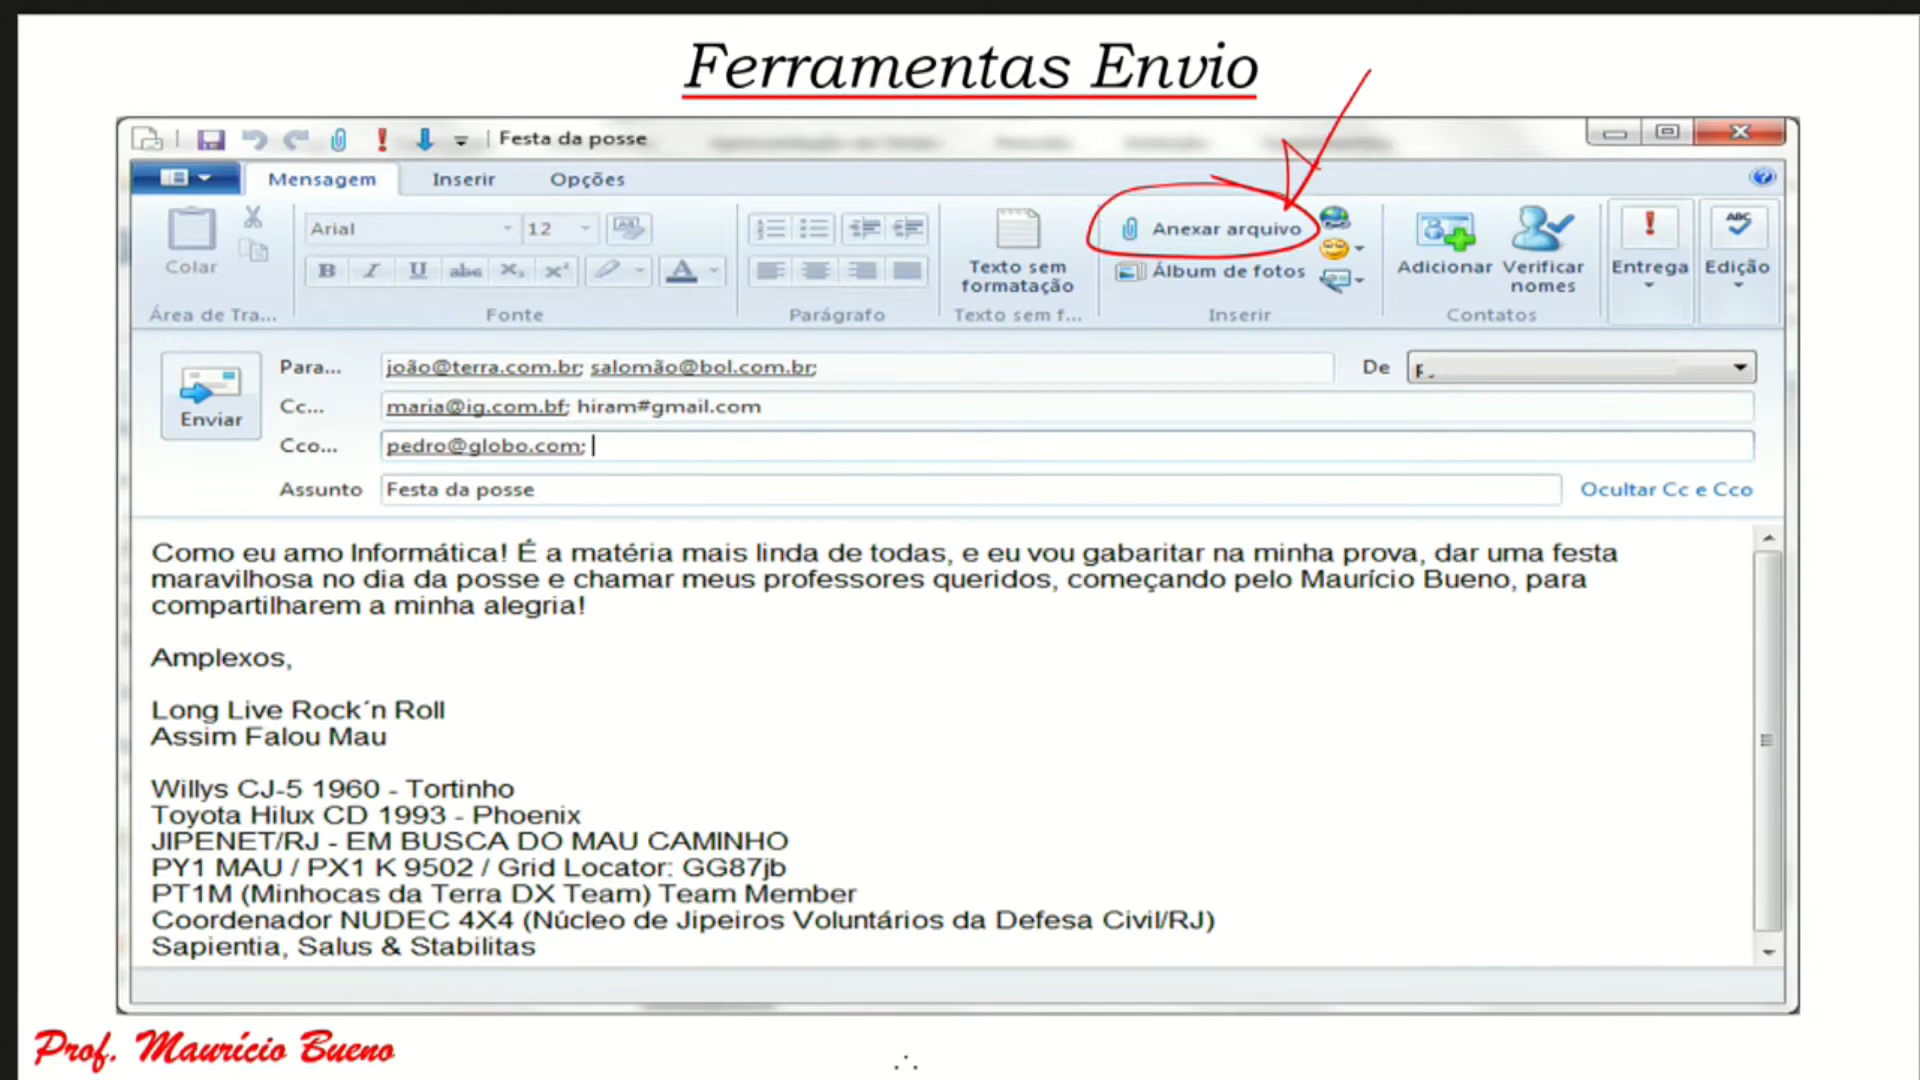 Ferramentas Envio
Festa da posse
Mensagem Inserir Opções
Arial 12 Anexar arquivo
Colar Texto sem formatação Álbum de fotos Adicionar Verificar nomes Entrega Edição
Área de Tra... Fonte Parágrafo Texto sem f... Inserir Contatos
Para... joão@terra.com.br; salomão@bol.com.br; De
Cc... maria@ig.com.bf; hiram#gmail.com
Enviar
Cco... pedro@globo.com;
Assunto Festa da posse Ocultar Cc e Cco
Como eu amo Informática! É a matéria mais linda de todas, e eu vou gabaritar na minha prova, dar uma festa
maravilhosa no dia da posse e chamar meus professores queridos, começando pelo Maurício Bueno, para
compartilharem a minha alegria!
Amplexos,
Long Live Rock´n Roll
Assim Falou Mau
Willys CJ-5 1960 - Tortinho
Toyota Hilux CD 1993 - Phoenix
JIPENET/RJ - EM BUSCA DO MAU CAMINHO
PY1 MAU / PX1 K 9502 / Grid Locator: GG87jb
PT1M (Minhocas da Terra DX Team) Team Member
Coordenador NUDEC 4X4 (Núcleo de Jipeiros Voluntários da Defesa Civil/RJ)
Sapientia, Salus & Stabilitas
Prof. Maurício Bueno